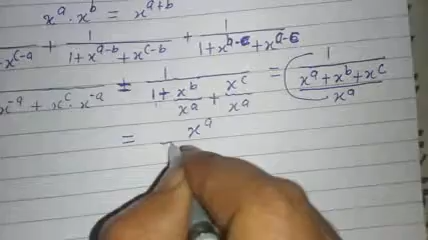 x^a · x^b = x^{a+b}
x^{c-a} + 1/(1+x^{a-b}+x^{c-b}) + 1/(1+x^{a-c}+x^{a-c})
x^{-a} + x^c · x^{-a} = 1/(1+x^b/x^a+x^c/x^a) = 1/((x^a+x^b+x^c)/x^a)
= x^a